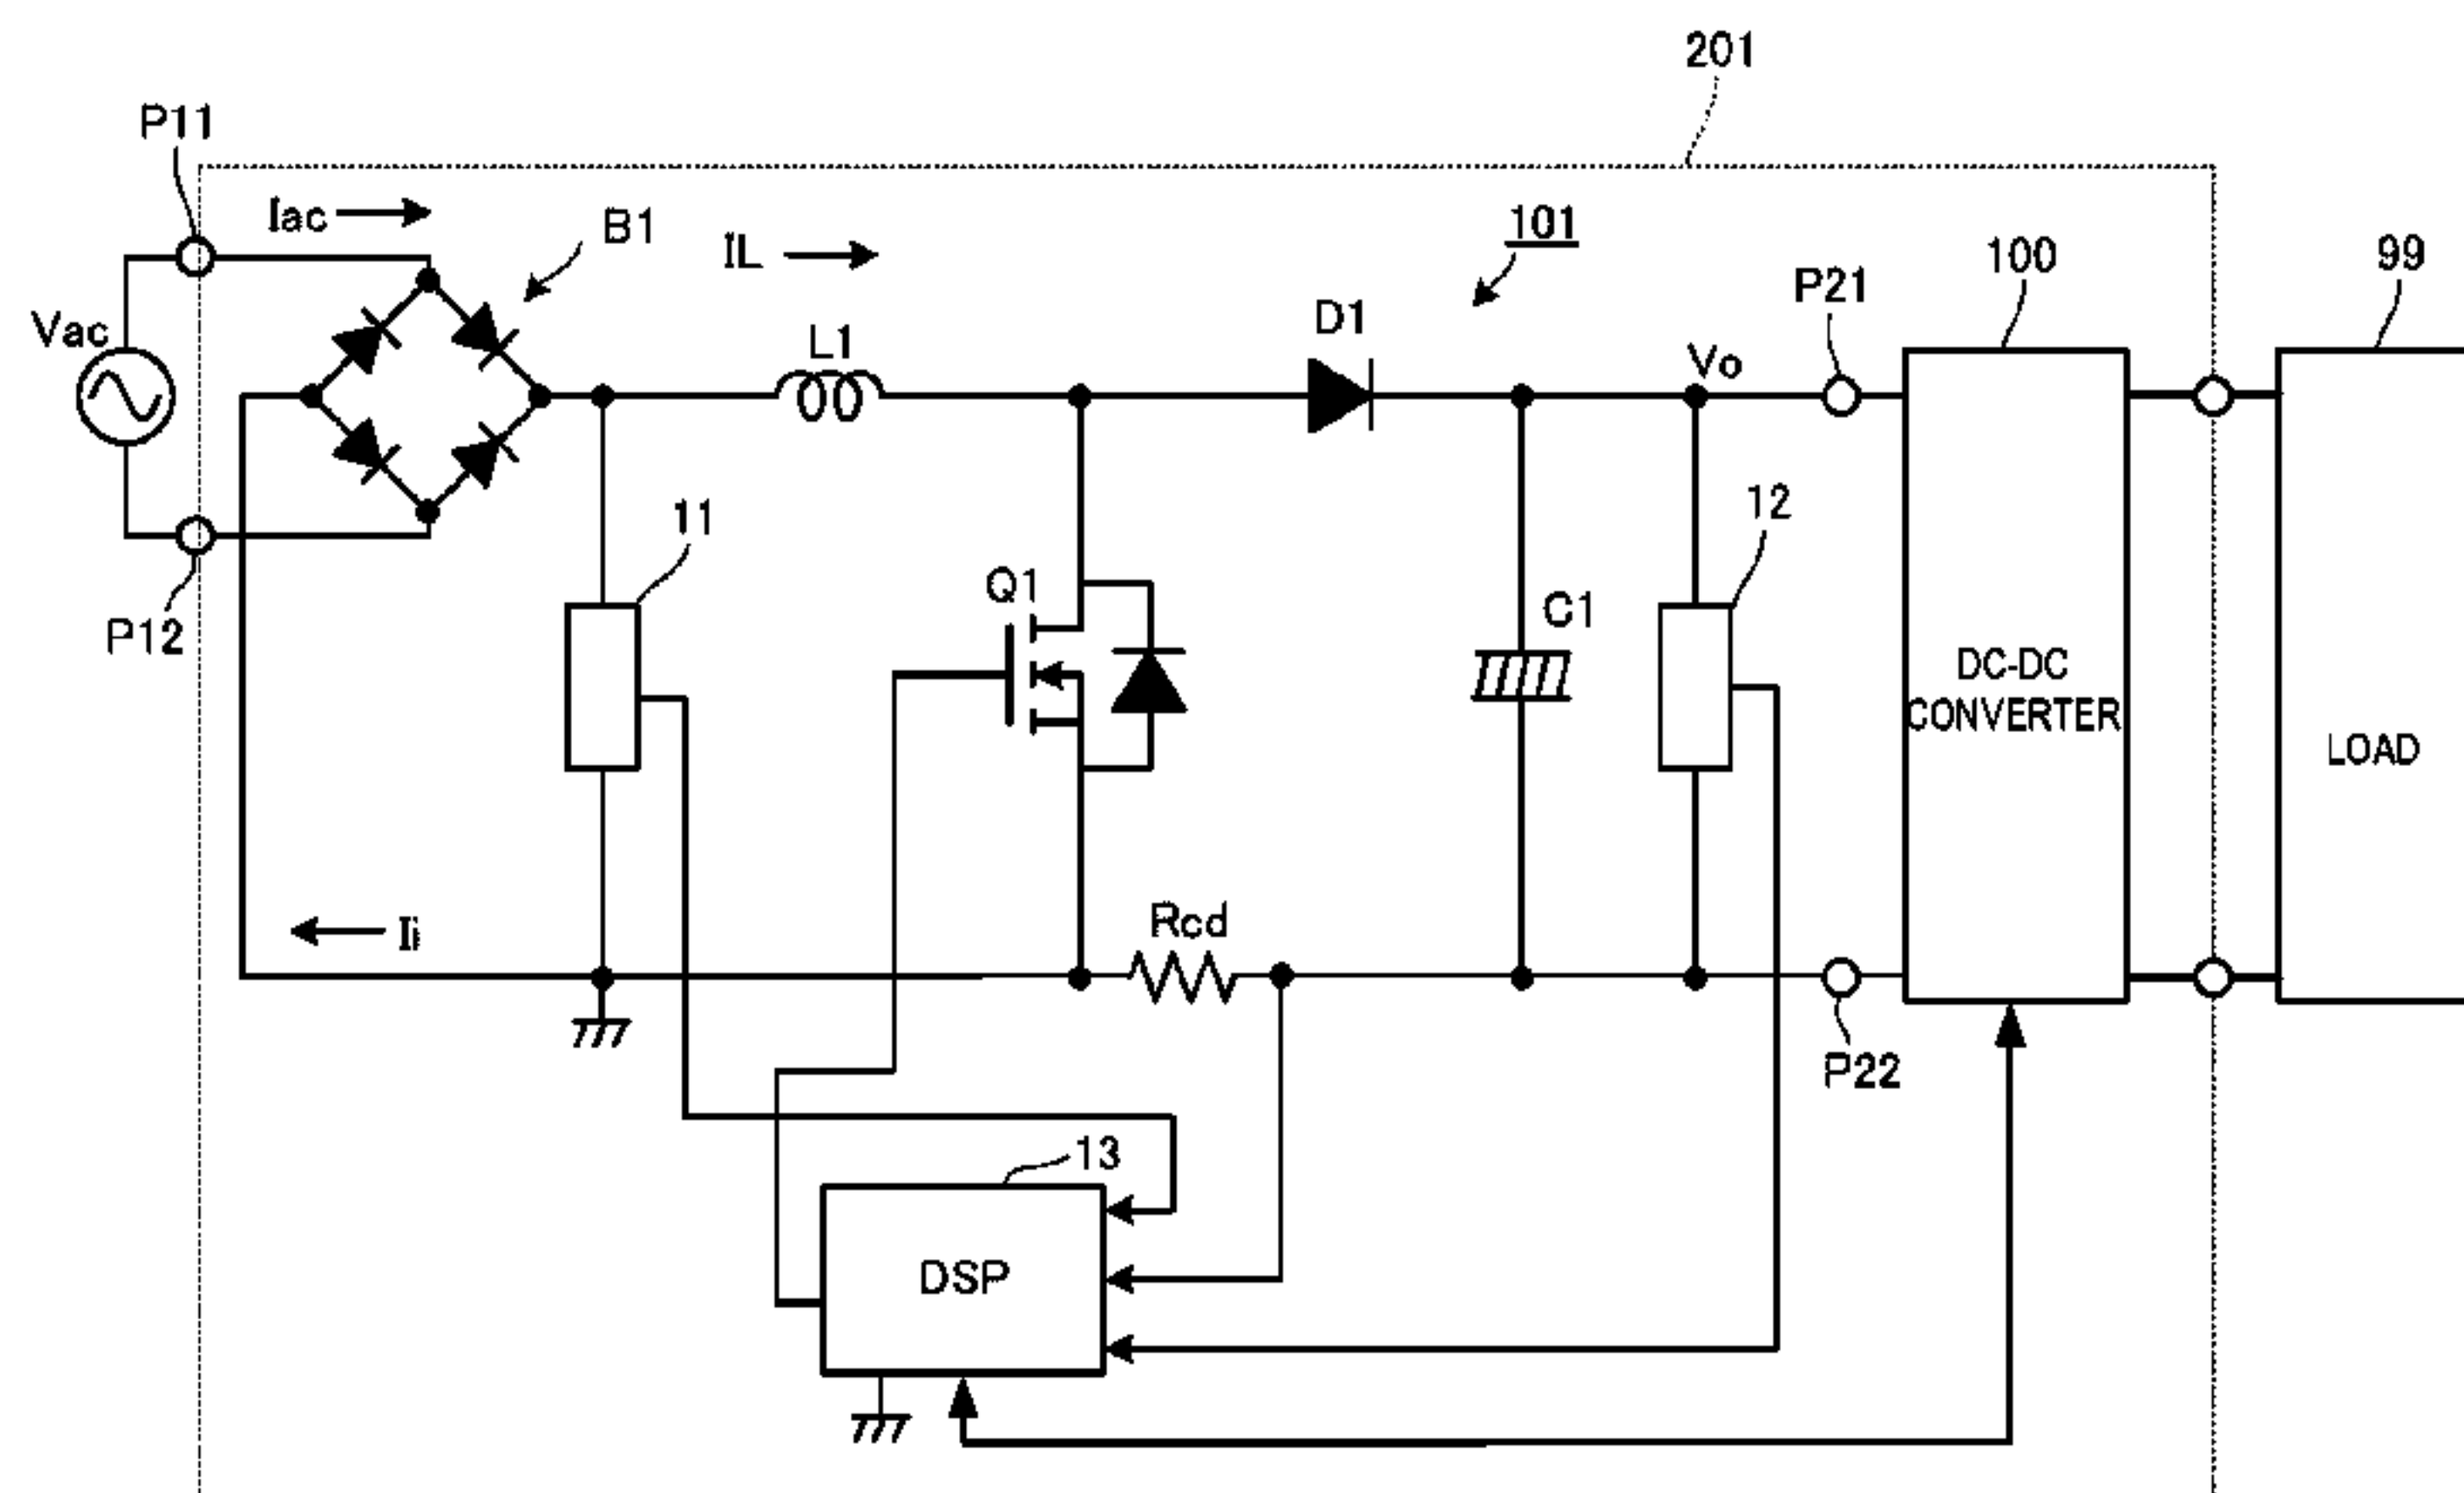 201
P11
Iac
B1
IL
101
100
99
P21
Vac
L1
D1
Vo
11
12
Q1
C1
P12
DC-DC
CONVERTER
LOAD
Ii
Rcd
P22
13
DSP